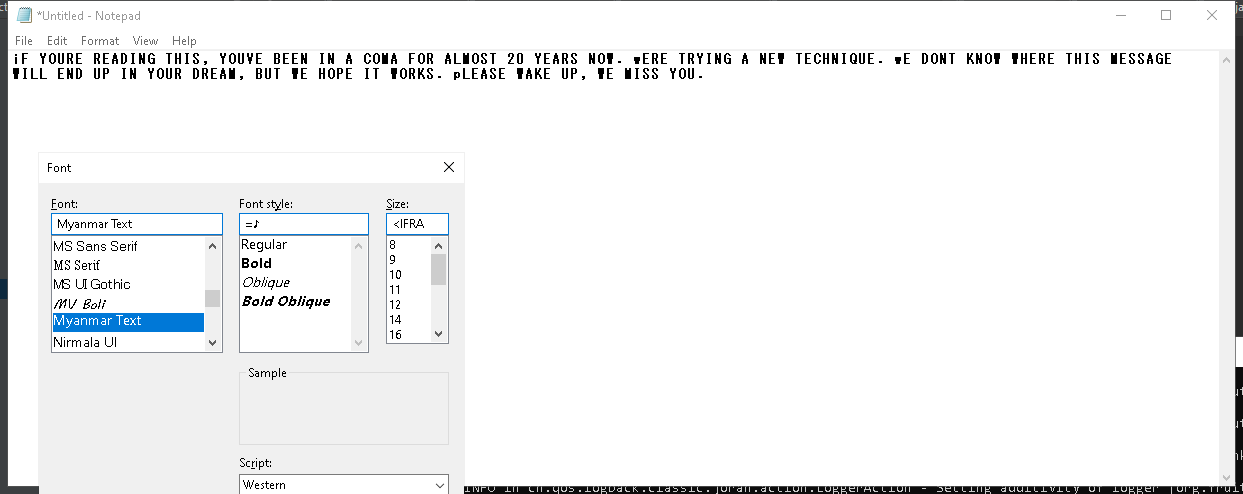 *Untitled - Notepad
File Edit Format View Help
iF YOURE READING THIS, YOUVE BEEN IN A COMA FOR ALMOST 20 YEARS NOW. wERE TRYING A NEW TECHNIQUE. wE DONT KNOW WHERE THIS MESSAGE
WILL END UP IN YOUR DREAM, BUT WE HOPE IT WORKS. pLEASE WAKE UP, WE MISS YOU.
Font
Font: Font style: Size:
Myanmar Text =♪ <IFRA
MS Sans Serif Regular 8
MS Serif Bold 9
MS UI Gothic Oblique 10
MV Boli Bold Oblique 11
Myanmar Text 12
Nirmala UI 14
16
Sample
Script:
Western
INFO in ch.qos.logback.classic.joran.action.LoggerAction - Setting additivity of logger